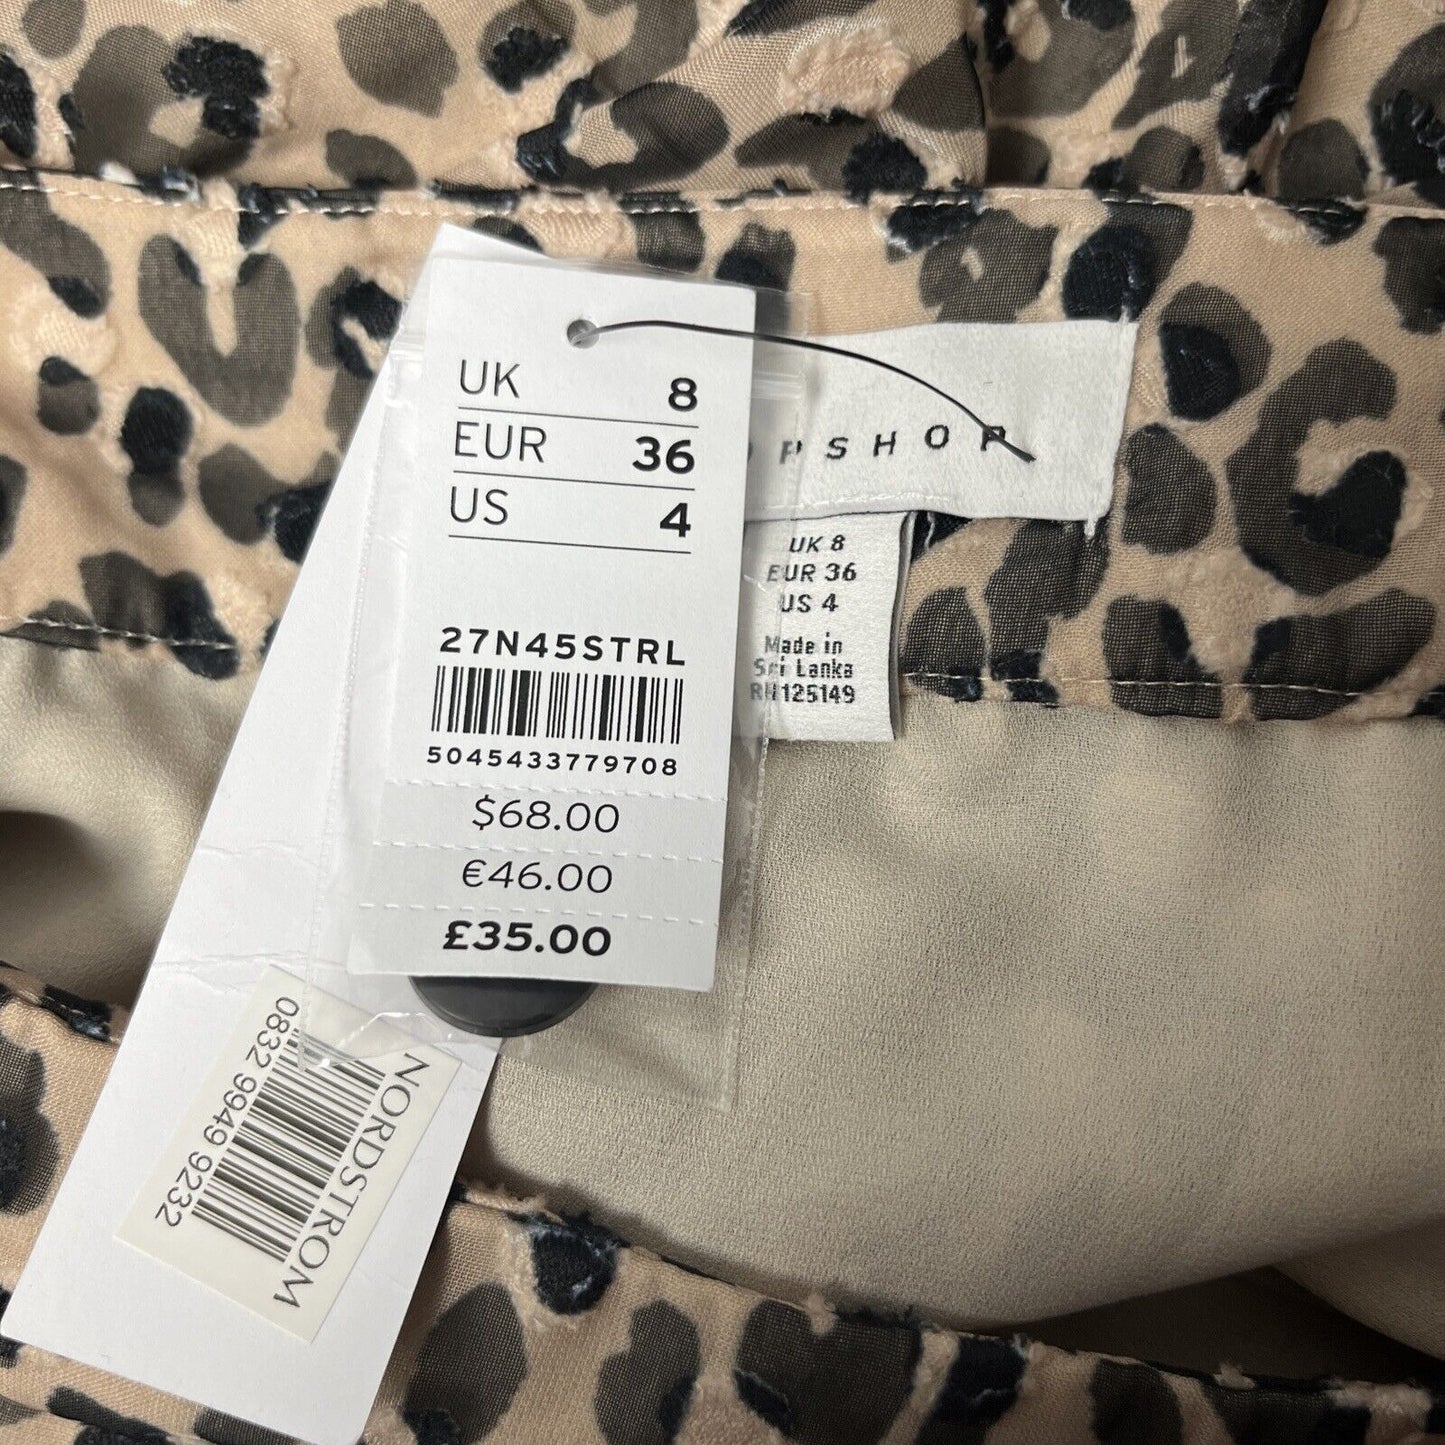 UK 8
EUR 36
US 4
27N45STRL
5045433779708
$68.00
€46.00
£35.00
PSHOP
UK 8
EUR 36
US 4
Made in
Sri Lanka
RN125149
NORDSTROM
0832 9949 9232